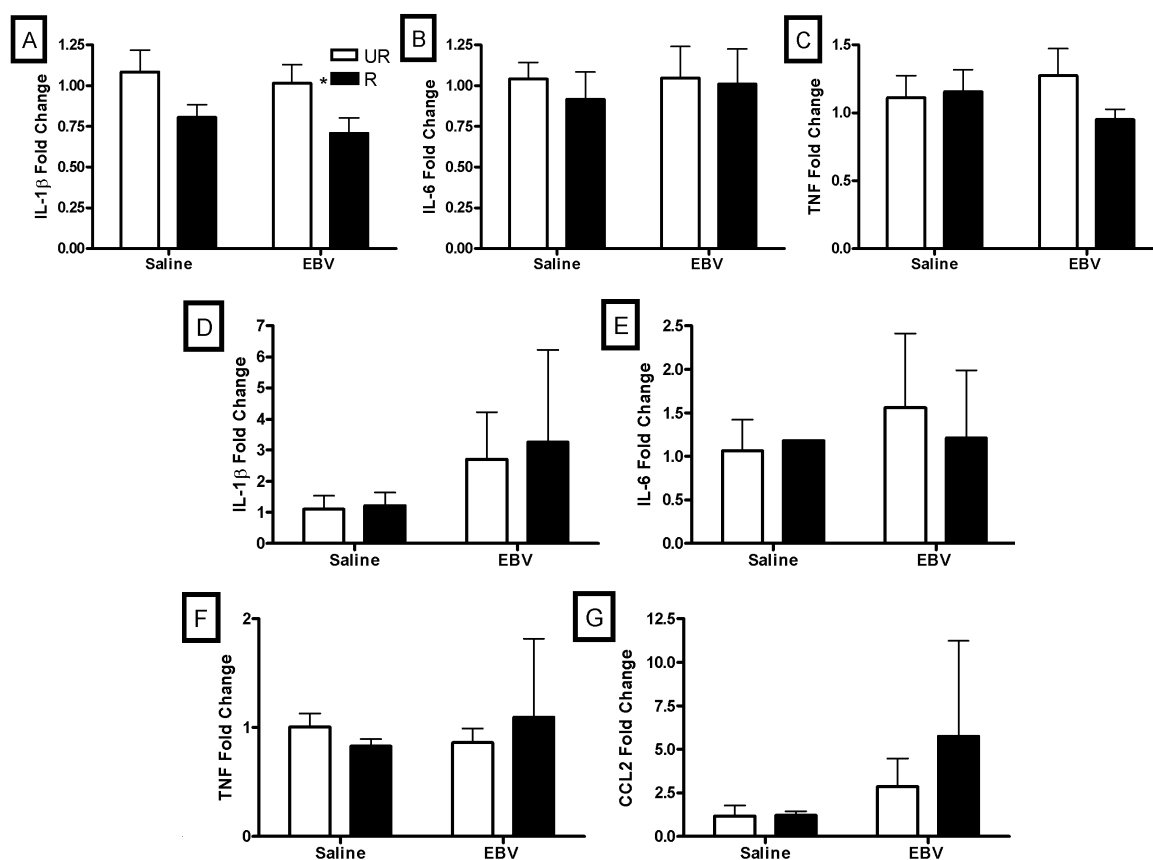 A
IL-1β Fold Change
1.25
1.00
0.75
0.50
0.25
0.00
Saline
EBV
UR
* R
B
IL-6 Fold Change
1.25
1.00
0.75
0.50
0.25
0.00
Saline
EBV
C
TNF Fold Change
1.5
1.0
0.5
0.0
Saline
EBV
D
IL-1β Fold Change
7
6
5
4
3
2
1
0
Saline
EBV
E
IL-6 Fold Change
2.5
2.0
1.5
1.0
0.5
0.0
Saline
EBV
F
TNF Fold Change
2
1
0
Saline
EBV
G
CCL2 Fold Change
12.5
10.0
7.5
5.0
2.5
0.0
Saline
EBV